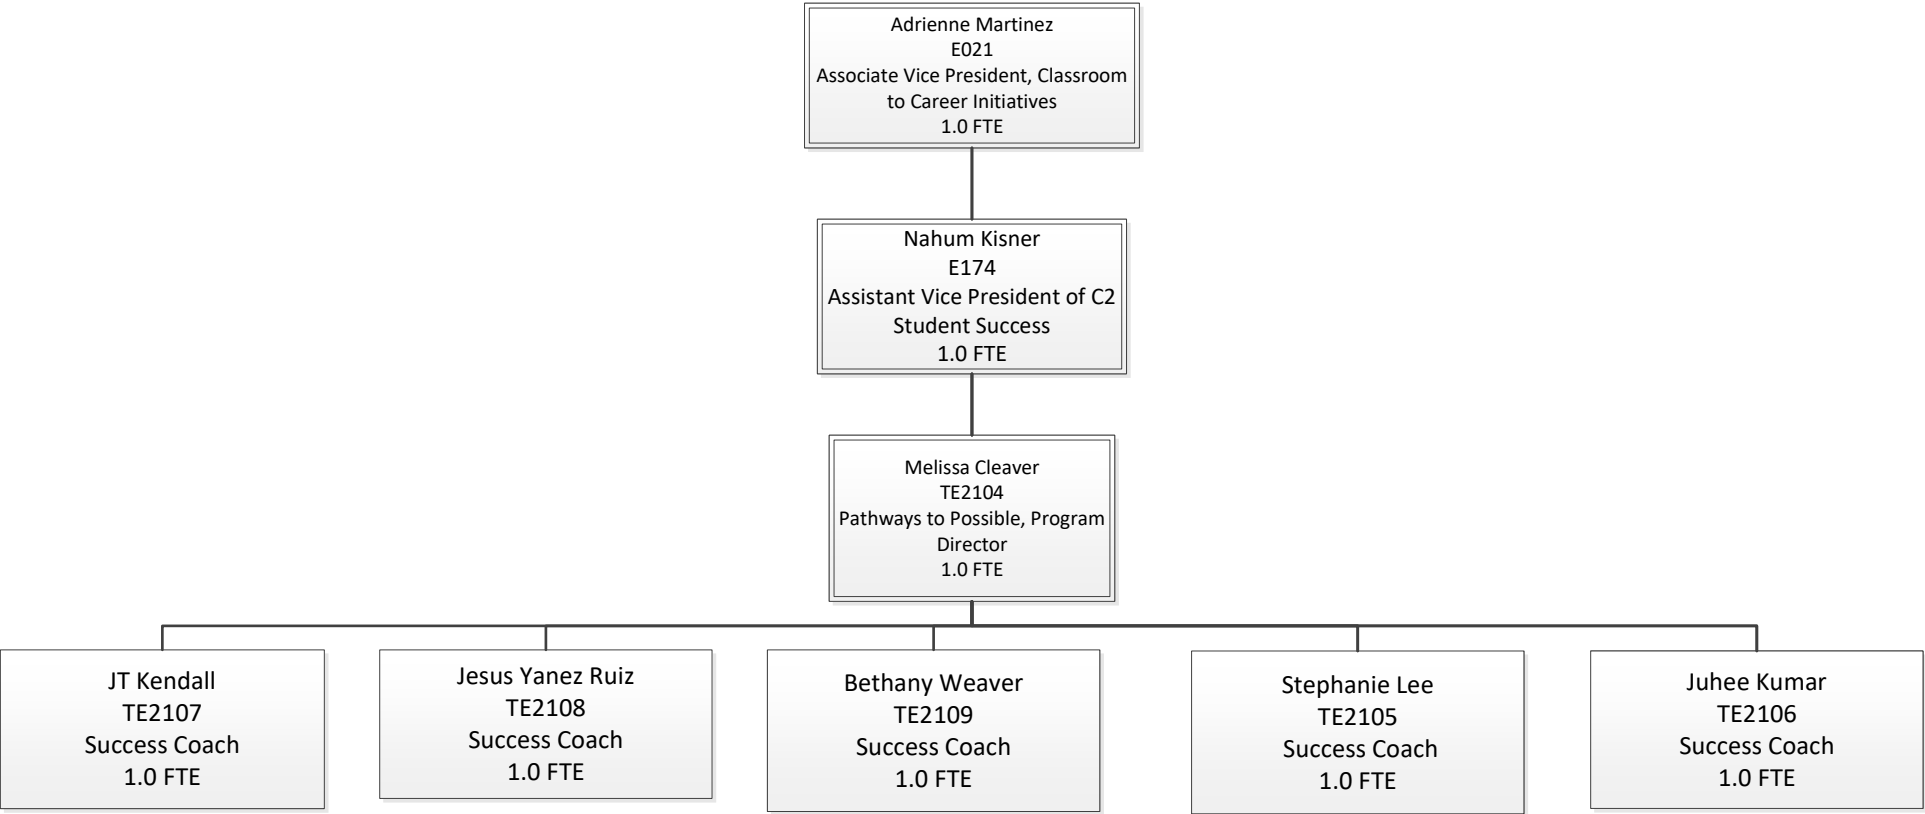 Adrienne Martinez
E021
Associate Vice President, Classroom
to Career Initiatives
1.0 FTE
Nahum Kisner
E174
Assistant Vice President of C2
Student Success
1.0 FTE
Melissa Cleaver
TE2104
Pathways to Possible, Program
Director
1.0 FTE
JT Kendall
TE2107
Success Coach
1.0 FTE
Jesus Yanez Ruiz
TE2108
Success Coach
1.0 FTE
Bethany Weaver
TE2109
Success Coach
1.0 FTE
Stephanie Lee
TE2105
Success Coach
1.0 FTE
Juhee Kumar
TE2106
Success Coach
1.0 FTE